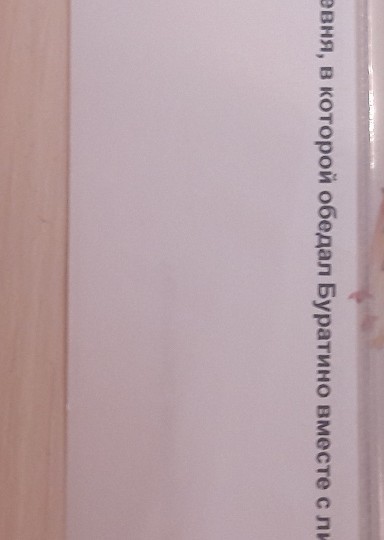 евня, в которой обедал Буратино вместе с ли